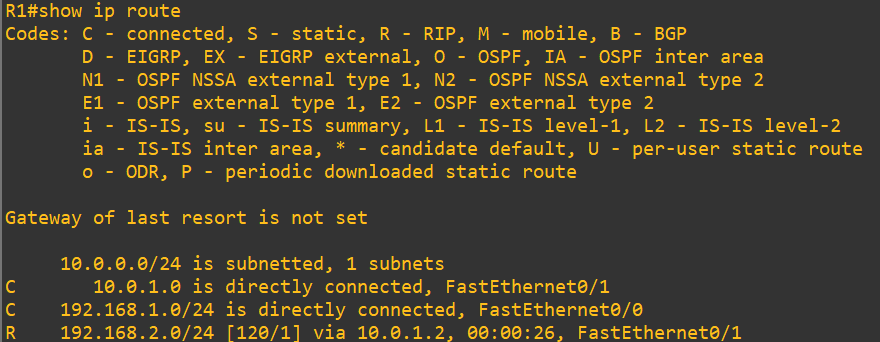 R1#show ip route
Codes: C - connected, S - static, R - RIP, M - mobile, B - BGP
       D - EIGRP, EX - EIGRP external, O - OSPF, IA - OSPF inter area
       N1 - OSPF NSSA external type 1, N2 - OSPF NSSA external type 2
       E1 - OSPF external type 1, E2 - OSPF external type 2
       i - IS-IS, su - IS-IS summary, L1 - IS-IS level-1, L2 - IS-IS level-2
       ia - IS-IS inter area, * - candidate default, U - per-user static route
       o - ODR, P - periodic downloaded static route

Gateway of last resort is not set

     10.0.0.0/24 is subnetted, 1 subnets
C       10.0.1.0 is directly connected, FastEthernet0/1
C    192.168.1.0/24 is directly connected, FastEthernet0/0
R    192.168.2.0/24 [120/1] via 10.0.1.2, 00:00:26, FastEthernet0/1